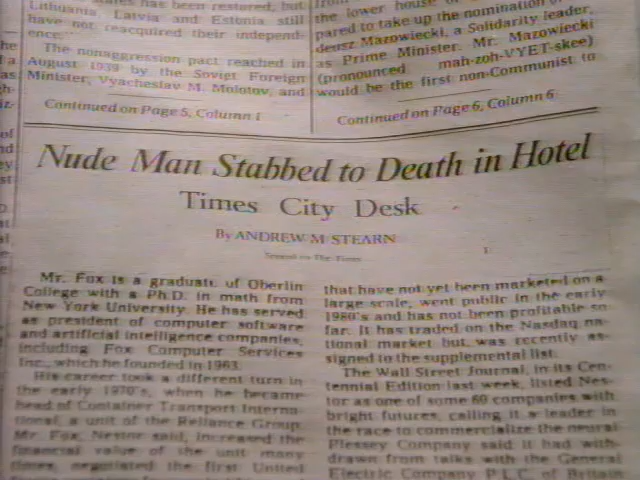 Lithuania, Latvia and Estonia still
have not reacquired their independ-
ence.
The nonaggression pact reached in
August 1939 by the Soviet Foreign
Minister, Vyacheslav M. Molotov, and
Continued on Page 5, Column 1
the lower house of
pared to take up the nomination of
deusz Mazowiecki, a Solidarity leader,
as Prime Minister. Mr. Mazowiecki
(pronounced mah-zoh-VYET-skee)
would be the first non-Communist to
Continued on Page 6, Column 6
Nude Man Stabbed to Death in Hotel
Times City Desk
By ANDREW M STEARN
Special to The Times
Mr. Fox is a graduate of Oberlin
College with a Ph.D. in math from
New York University. He has served
as president of computer software
and artificial intelligence companies,
including Fox Computer Services
Inc., which he founded in 1963.
His career took a different turn in
the early 1970's, when he became
head of Container Transport Interna-
tional, a unit of the Reliance Group.
Mr. Fox, Nestor said, increased the
financial value of the unit many
times, negotiated the first United
that have not yet been marketed on a
large scale, went public in the early
1980's and has not been profitable so
far. It has traded on the Nasdaq na-
tional market but was recently as-
signed to the supplemental list.
The Wall Street Journal, in its Cen-
tennial Edition last week, listed Nes-
tor as one of some 60 companies with
bright futures, calling it a leader in
the race to commercialize the neural
Plessey Company said it had with-
drawn from talks with the General
Electric Company P.L.C. of Britain